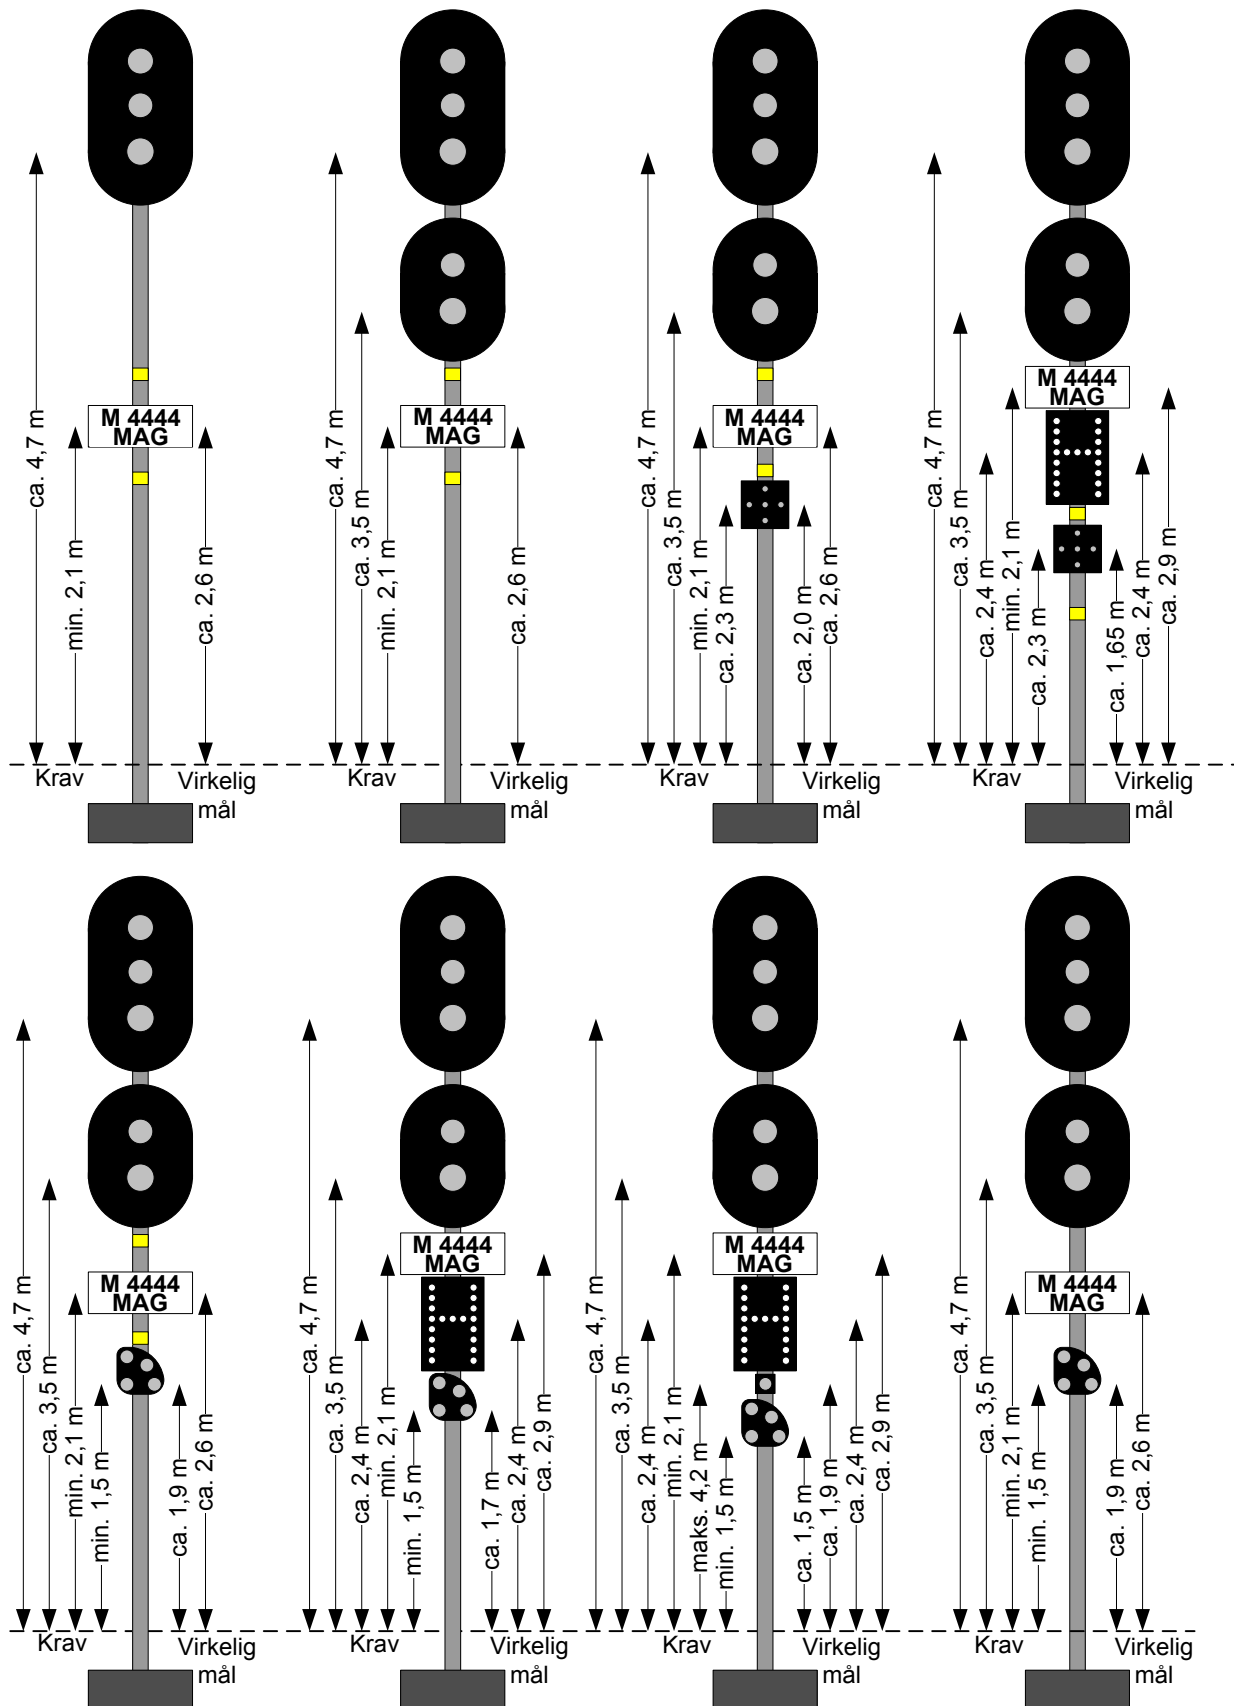 M 4444
MAG
ca. 4,7 m
min. 2,1 m
ca. 2,6 m
Krav
Virkelig
mål
M 4444
MAG
ca. 4,7 m
ca. 3,5 m
min. 2,1 m
ca. 2,6 m
Krav
Virkelig
mål
M 4444
MAG
ca. 4,7 m
ca. 3,5 m
min. 2,1 m
ca. 2,3 m
ca. 2,0 m
ca. 2,6 m
Krav
Virkelig
mål
M 4444
MAG
ca. 4,7 m
ca. 3,5 m
ca. 2,4 m
min. 2,1 m
ca. 2,3 m
ca. 1,65 m
ca. 2,4 m
ca. 2,9 m
Krav
Virkelig
mål
M 4444
MAG
ca. 4,7 m
ca. 3,5 m
min. 2,1 m
min. 1,5 m
ca. 1,9 m
ca. 2,6 m
Krav
Virkelig
mål
M 4444
MAG
ca. 4,7 m
ca. 3,5 m
ca. 2,4 m
min. 2,1 m
min. 1,5 m
ca. 1,7 m
ca. 2,4 m
ca. 2,9 m
Krav
Virkelig
mål
M 4444
MAG
ca. 4,7 m
ca. 3,5 m
ca. 2,4 m
min. 2,1 m
maks. 4,2 m
min. 1,5 m
ca. 1,5 m
ca. 1,9 m
ca. 2,4 m
ca. 2,9 m
Krav
Virkelig
mål
M 4444
MAG
ca. 4,7 m
ca. 3,5 m
min. 2,1 m
min. 1,5 m
ca. 1,9 m
ca. 2,6 m
Krav
Virkelig
mål